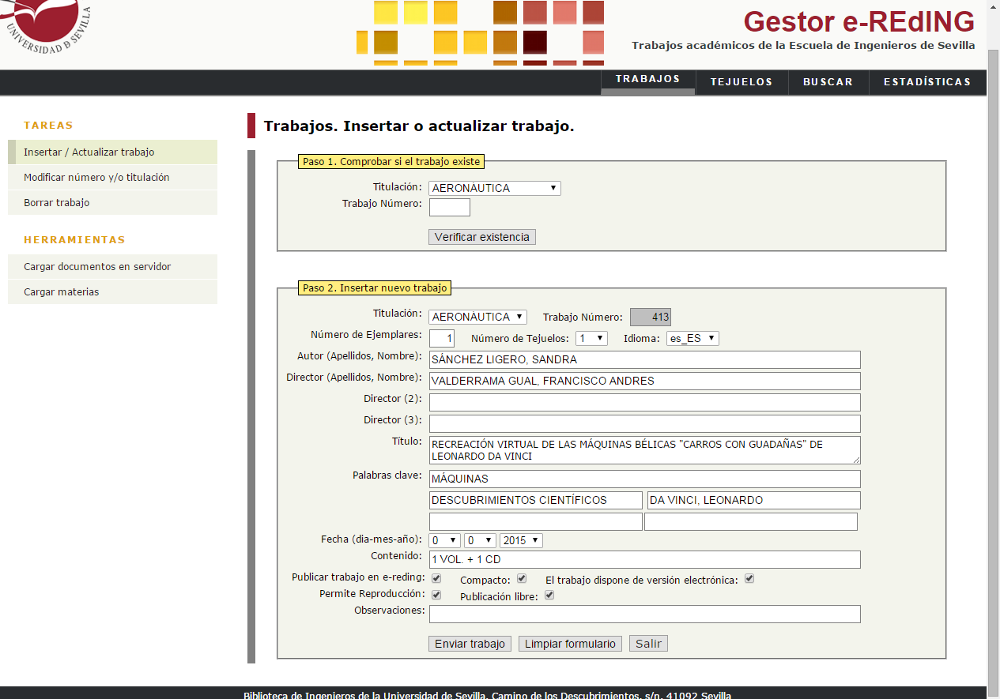 UNIVERSIDAD D SEVILLA
Gestor e-REdING
Trabajos académicos de la Escuela de Ingenieros de Sevilla
TRABAJOS TEJUELOS BUSCAR ESTADÍSTICAS
TAREAS
Insertar / Actualizar trabajo
Modificar número y/o titulación
Borrar trabajo
HERRAMIENTAS
Cargar documentos en servidor
Cargar materias
Trabajos. Insertar o actualizar trabajo.
Paso 1. Comprobar si el trabajo existe
Titulación: AERONÁUTICA
Trabajo Número:
Verificar existencia
Paso 2. Insertar nuevo trabajo
Titulación: AERONÁUTICA Trabajo Número: 413
Número de Ejemplares: 1 Número de Tejuelos: 1 Idioma: es_ES
Autor (Apellidos, Nombre): SÁNCHEZ LIGERO, SANDRA
Director (Apellidos, Nombre): VALDERRAMA GUAL, FRANCISCO ANDRES
Director (2):
Director (3):
Título: RECREACIÓN VIRTUAL DE LAS MÁQUINAS BÉLICAS "CARROS CON GUADAÑAS" DE
LEONARDO DA VINCI
Palabras clave: MÁQUINAS
DESCUBRIMIENTOS CIENTÍFICOS DA VINCI, LEONARDO
Fecha (dia-mes-año): 0 0 2015
Contenido: 1 VOL. + 1 CD
Publicar trabajo en e-reding: Compacto: El trabajo dispone de versión electrónica:
Permite Reproducción: Publicación libre:
Observaciones:
Enviar trabajo Limpiar formulario Salir
Biblioteca de Ingenieros de la Universidad de Sevilla. Camino de los Descubrimientos, s/n. 41092 Sevilla